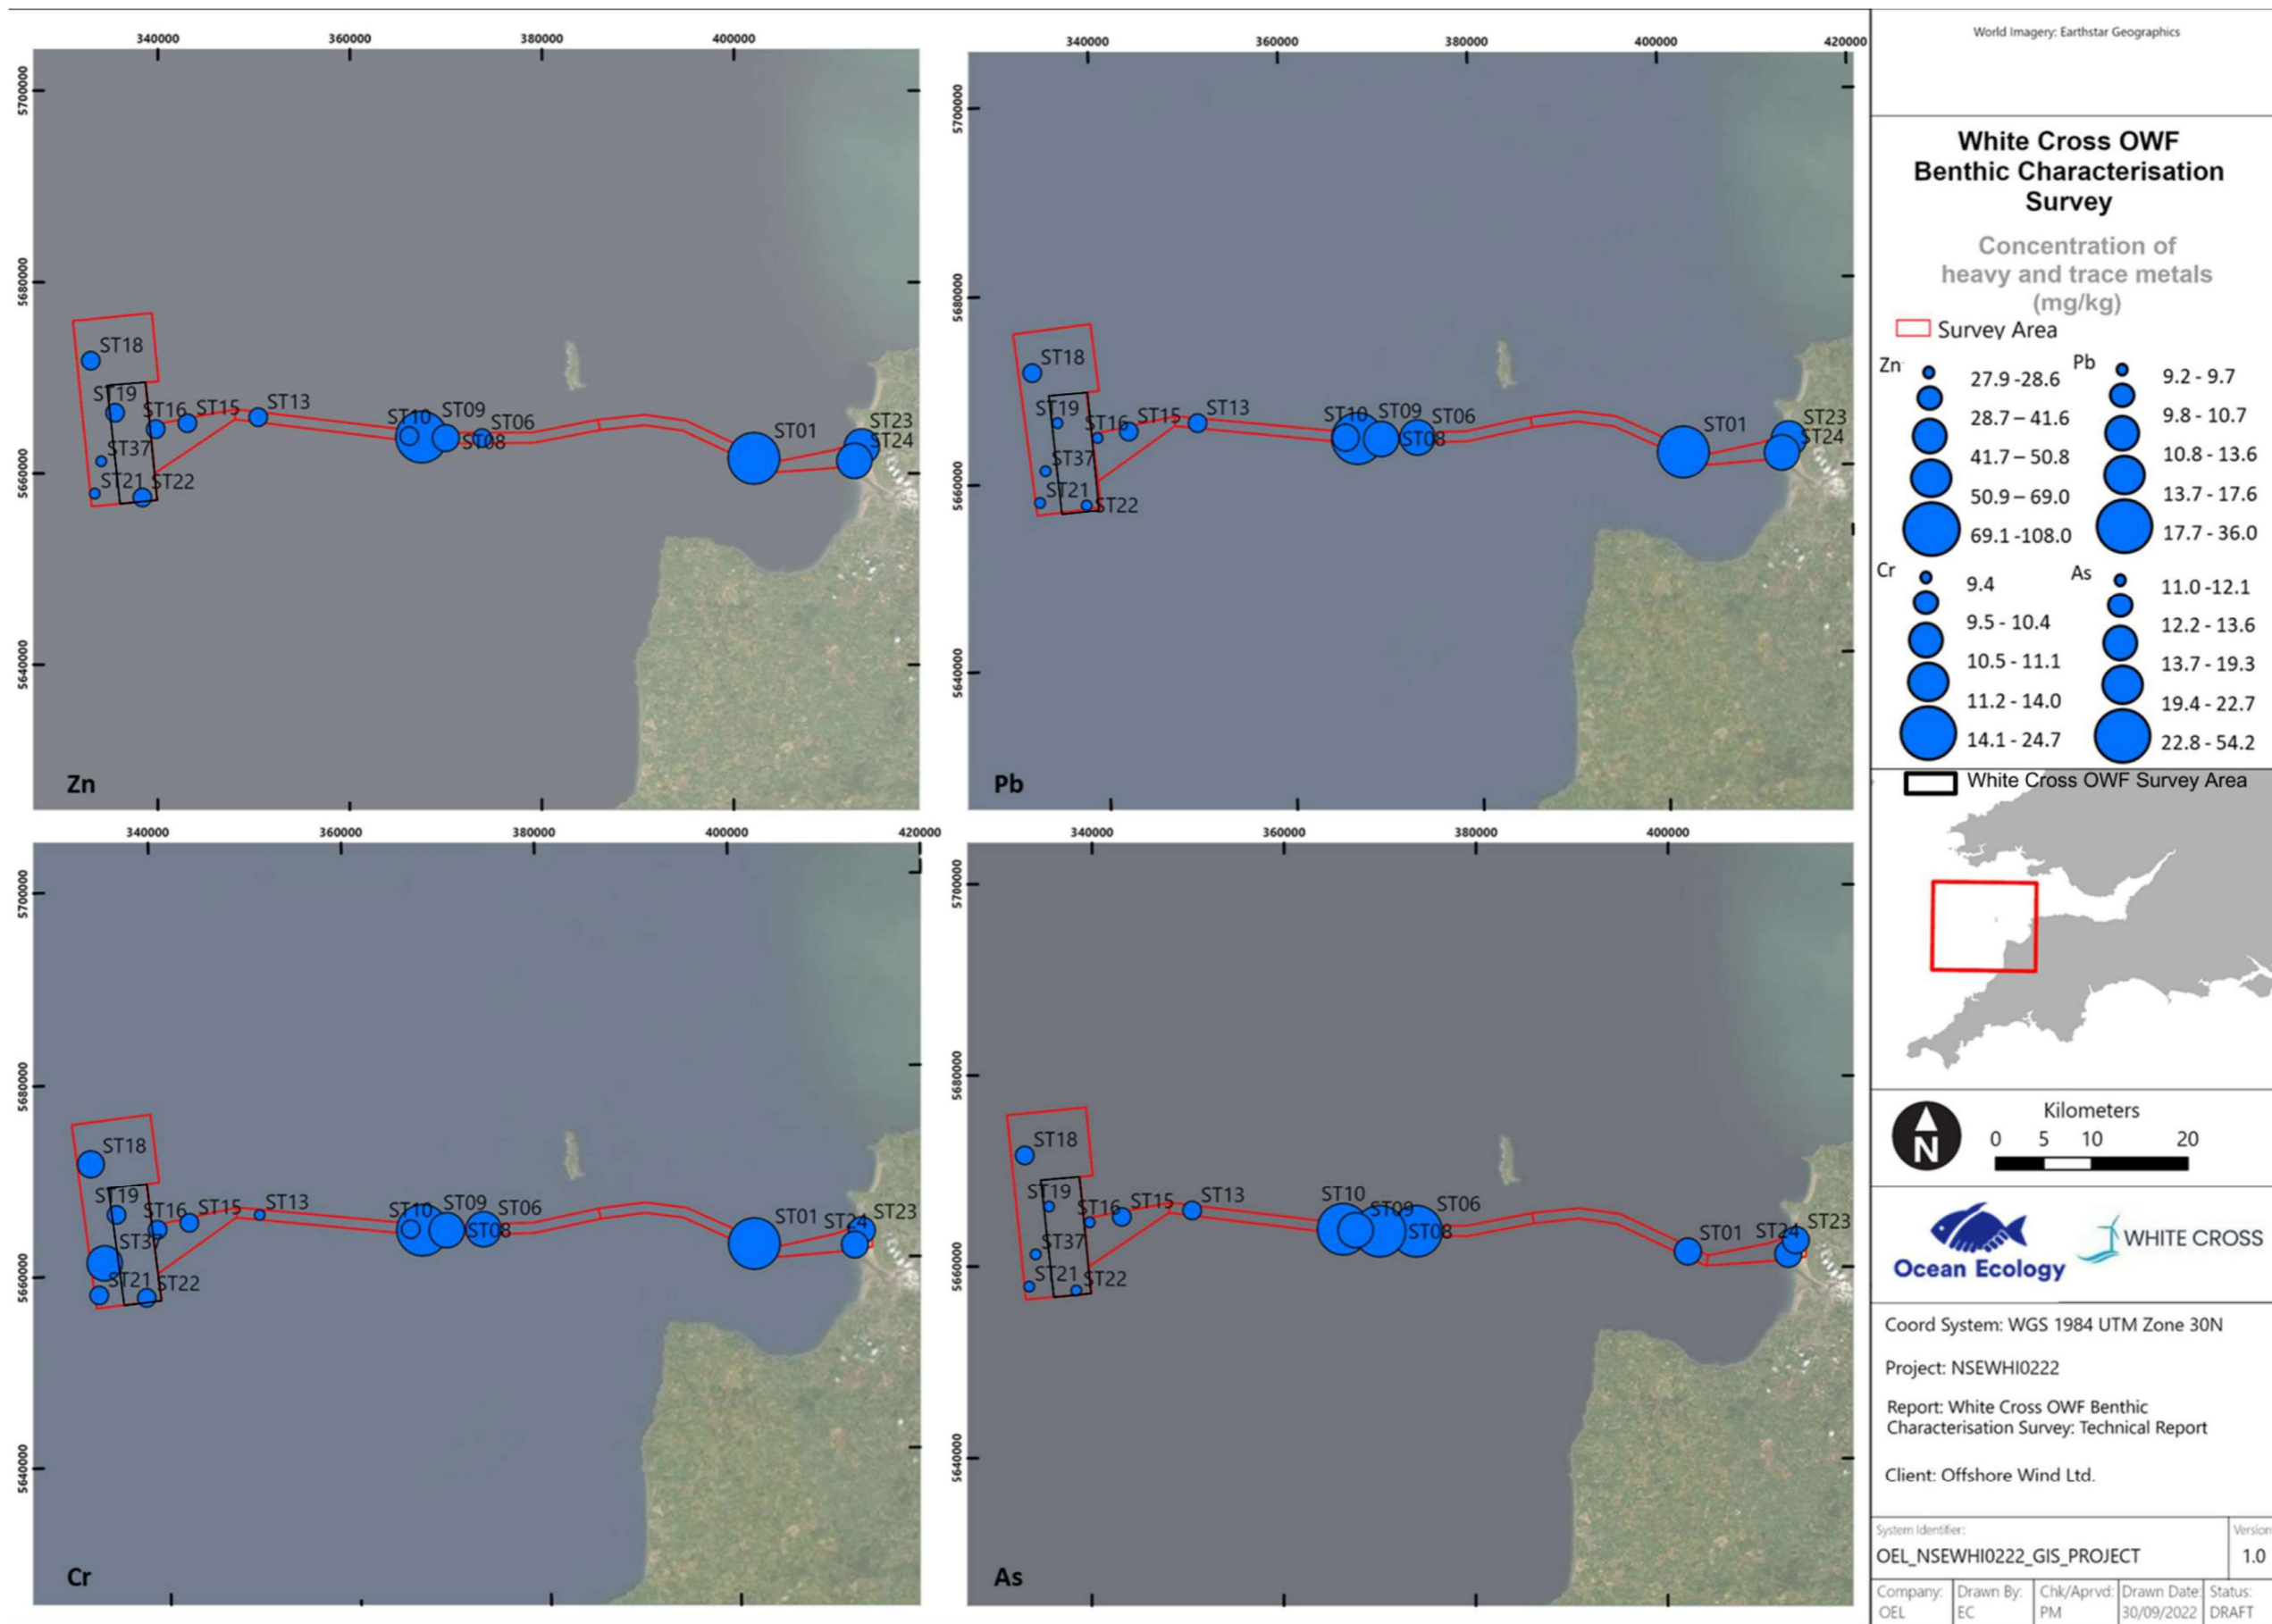 340000 360000 380000 400000
5700000
5680000
5660000
5640000
ST18
ST19
ST16 ST15 ST13
ST10 ST09 ST06
ST08
ST01
ST23
ST24
ST37
ST21 ST22
Zn
340000 360000 380000 400000 420000
5700000
5680000
5660000
5640000
ST18
ST19
ST16 ST15 ST13
ST10 ST09 ST06
ST08
ST01
ST23
ST24
ST37
ST21
ST22
Pb
340000 360000 380000 400000 420000
5700000
5680000
5660000
5640000
ST18
ST19
ST16 ST15 ST13
ST10 ST09 ST06
ST08
ST01
ST24 ST23
ST37
ST21 ST22
Cr
340000 360000 380000 400000
5700000
5680000
5660000
5640000
ST18
ST19
ST16 ST15 ST13
ST10
ST09 ST06
ST08
ST01 ST24 ST23
ST37
ST21 ST22
As
World Imagery: Earthstar Geographics
White Cross OWF
Benthic Characterisation
Survey
Concentration of
heavy and trace metals
(mg/kg)
Survey Area
Zn
27.9 -28.6
28.7 – 41.6
41.7 – 50.8
50.9 – 69.0
69.1 -108.0
Pb
9.2 - 9.7
9.8 - 10.7
10.8 - 13.6
13.7 - 17.6
17.7 - 36.0
Cr
9.4
9.5 - 10.4
10.5 - 11.1
11.2 - 14.0
14.1 - 24.7
As
11.0 -12.1
12.2 - 13.6
13.7 - 19.3
19.4 - 22.7
22.8 - 54.2
White Cross OWF Survey Area
N
Kilometers
0 5 10 20
Ocean Ecology
WHITE CROSS
Coord System: WGS 1984 UTM Zone 30N
Project: NSEWHI0222
Report: White Cross OWF Benthic
Characterisation Survey: Technical Report
Client: Offshore Wind Ltd.
System Identifier:
OEL_NSEWHI0222_GIS_PROJECT
Version
1.0
Company:
OEL
Drawn By:
EC
Chk/Aprvd:
PM
Drawn Date:
30/09/2022
Status:
DRAFT